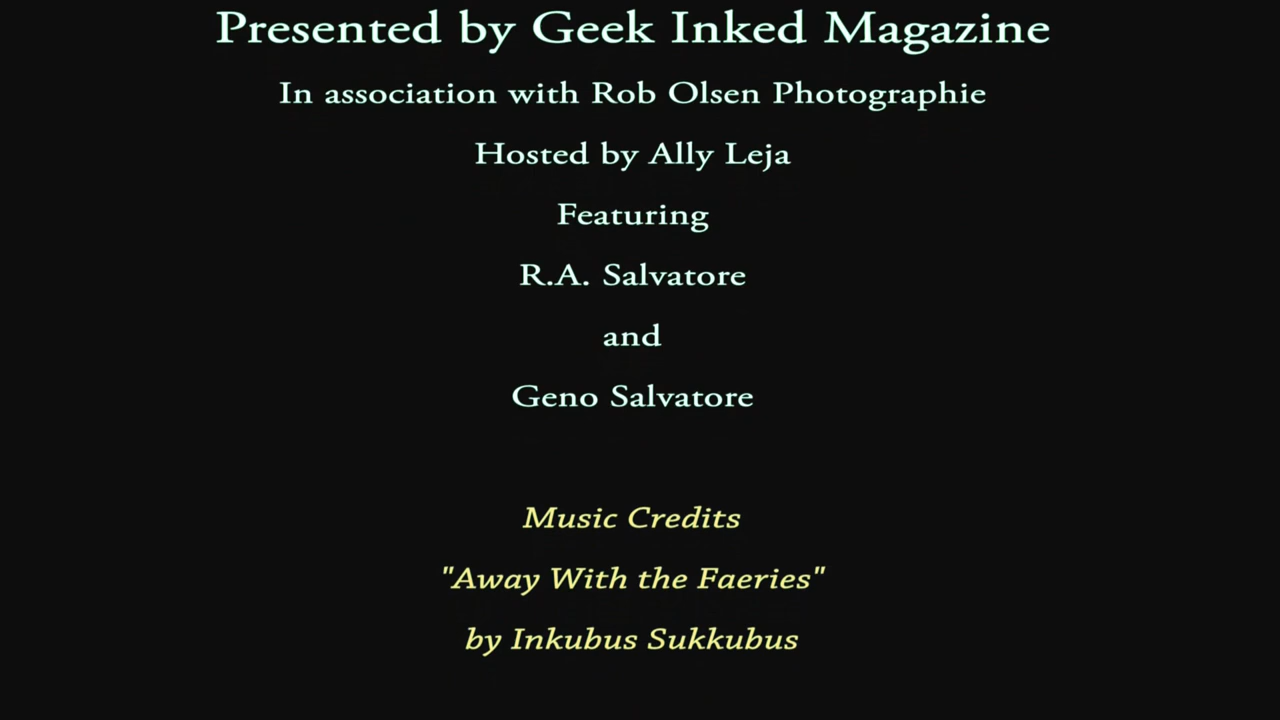 Presented by Geek Inked Magazine
In association with Rob Olsen Photographie
Hosted by Ally Leja
Featuring
R.A. Salvatore
and
Geno Salvatore
Music Credits
"Away With the Faeries"
by Inkubus Sukkubus